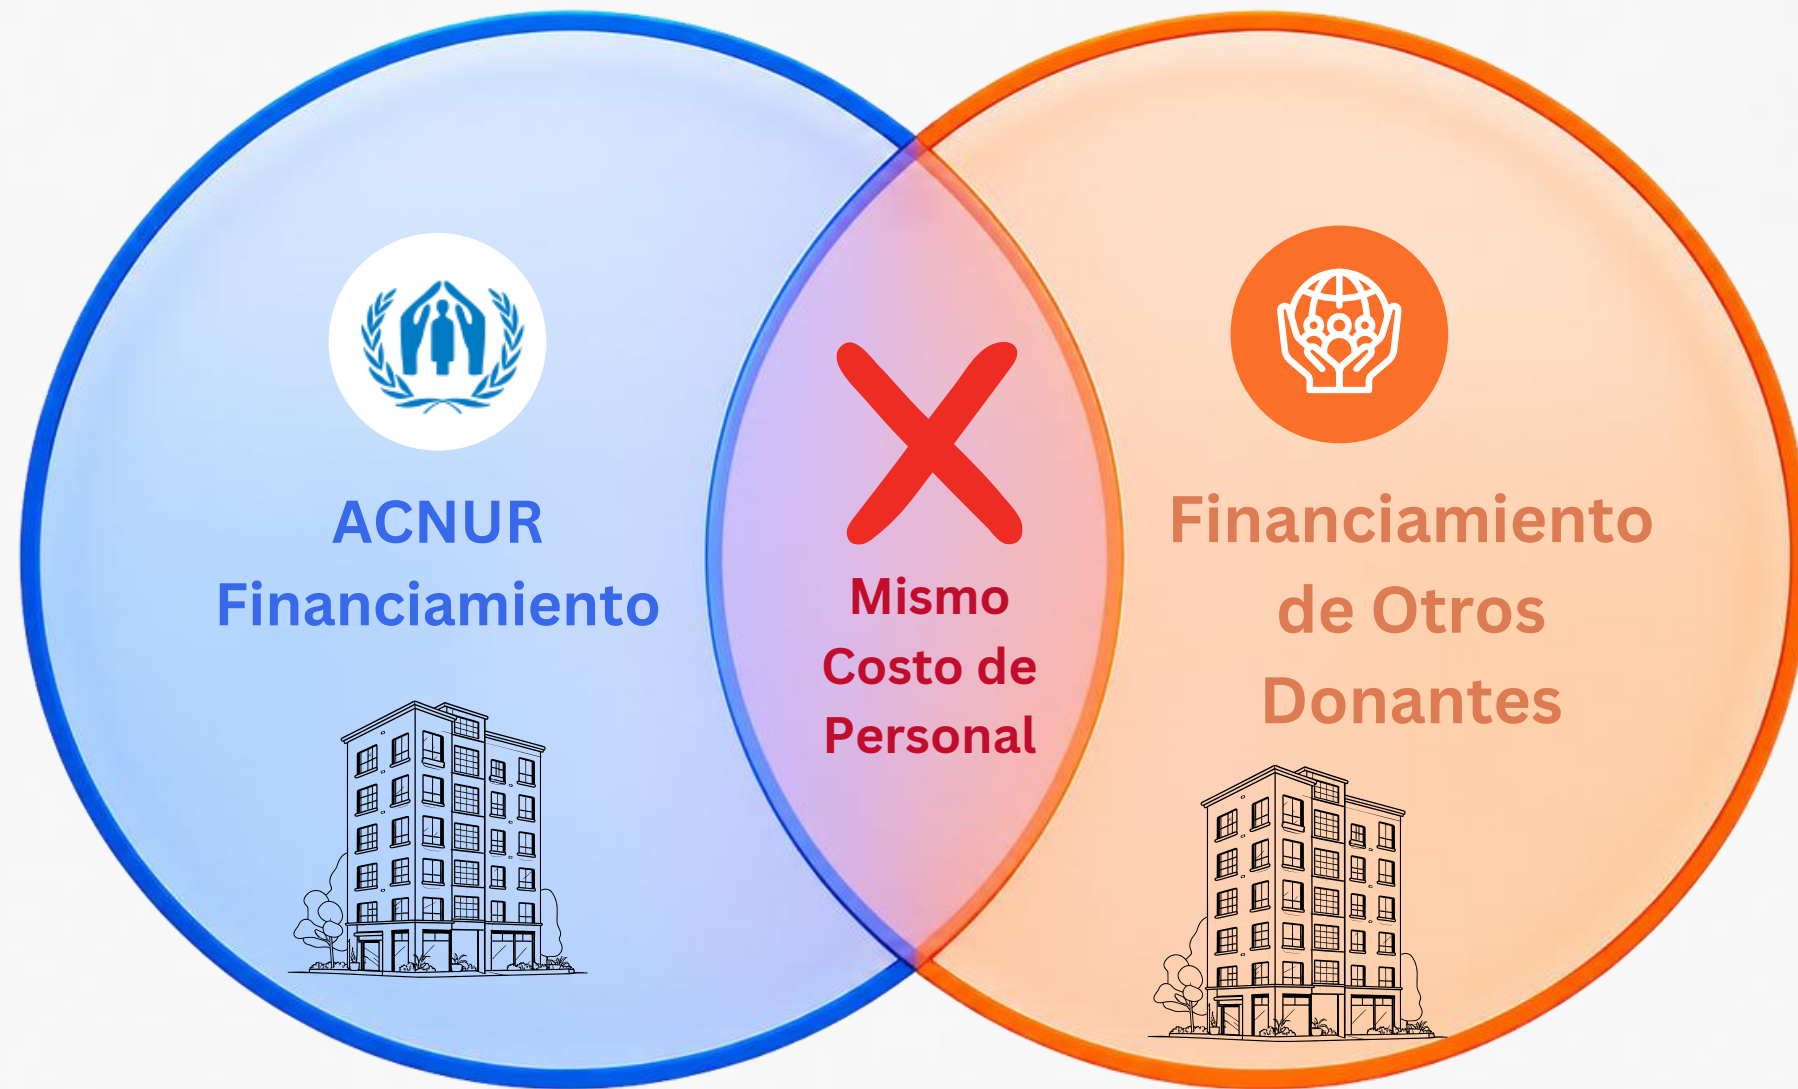 ACNUR
Financiamiento
Mismo
Costo de
Personal
Financiamiento
de Otros
Donantes